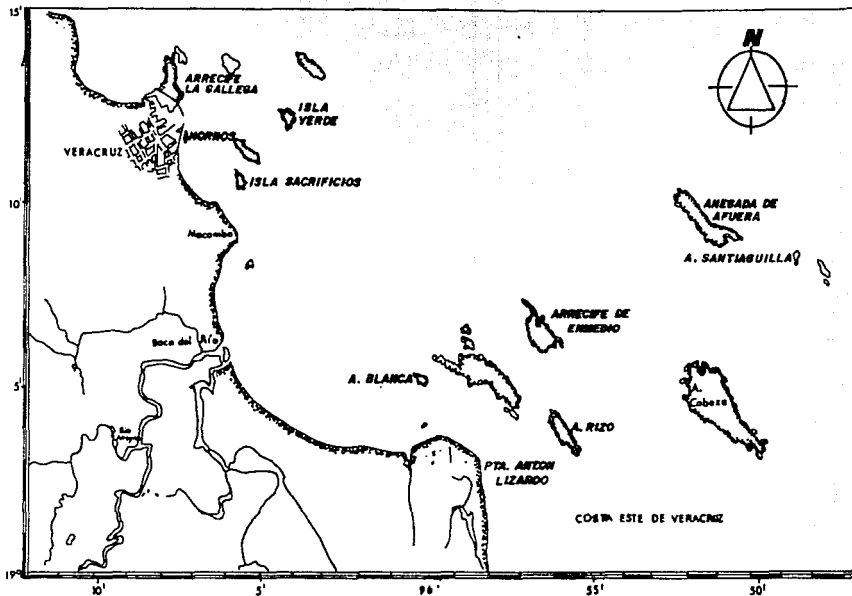 15'
N
ARRECIFE
LA GALLEGA
ISLA
VERDE
HORNOS
VERACRUZ
ISLA SACRIFICIOS
10'
ANEGADA DE
AFUERA
Mocambo
A. SANTIAGUILLA
ARRECIFE DE
ENMEDIO
Boca del Río
5'
A. BLANCA
A.
Cabeza
A. RIZO
PTA. ANTON
LIZARDO
COSTA ESTE DE VERACRUZ
19°
10'
5'
96°
55'
50'